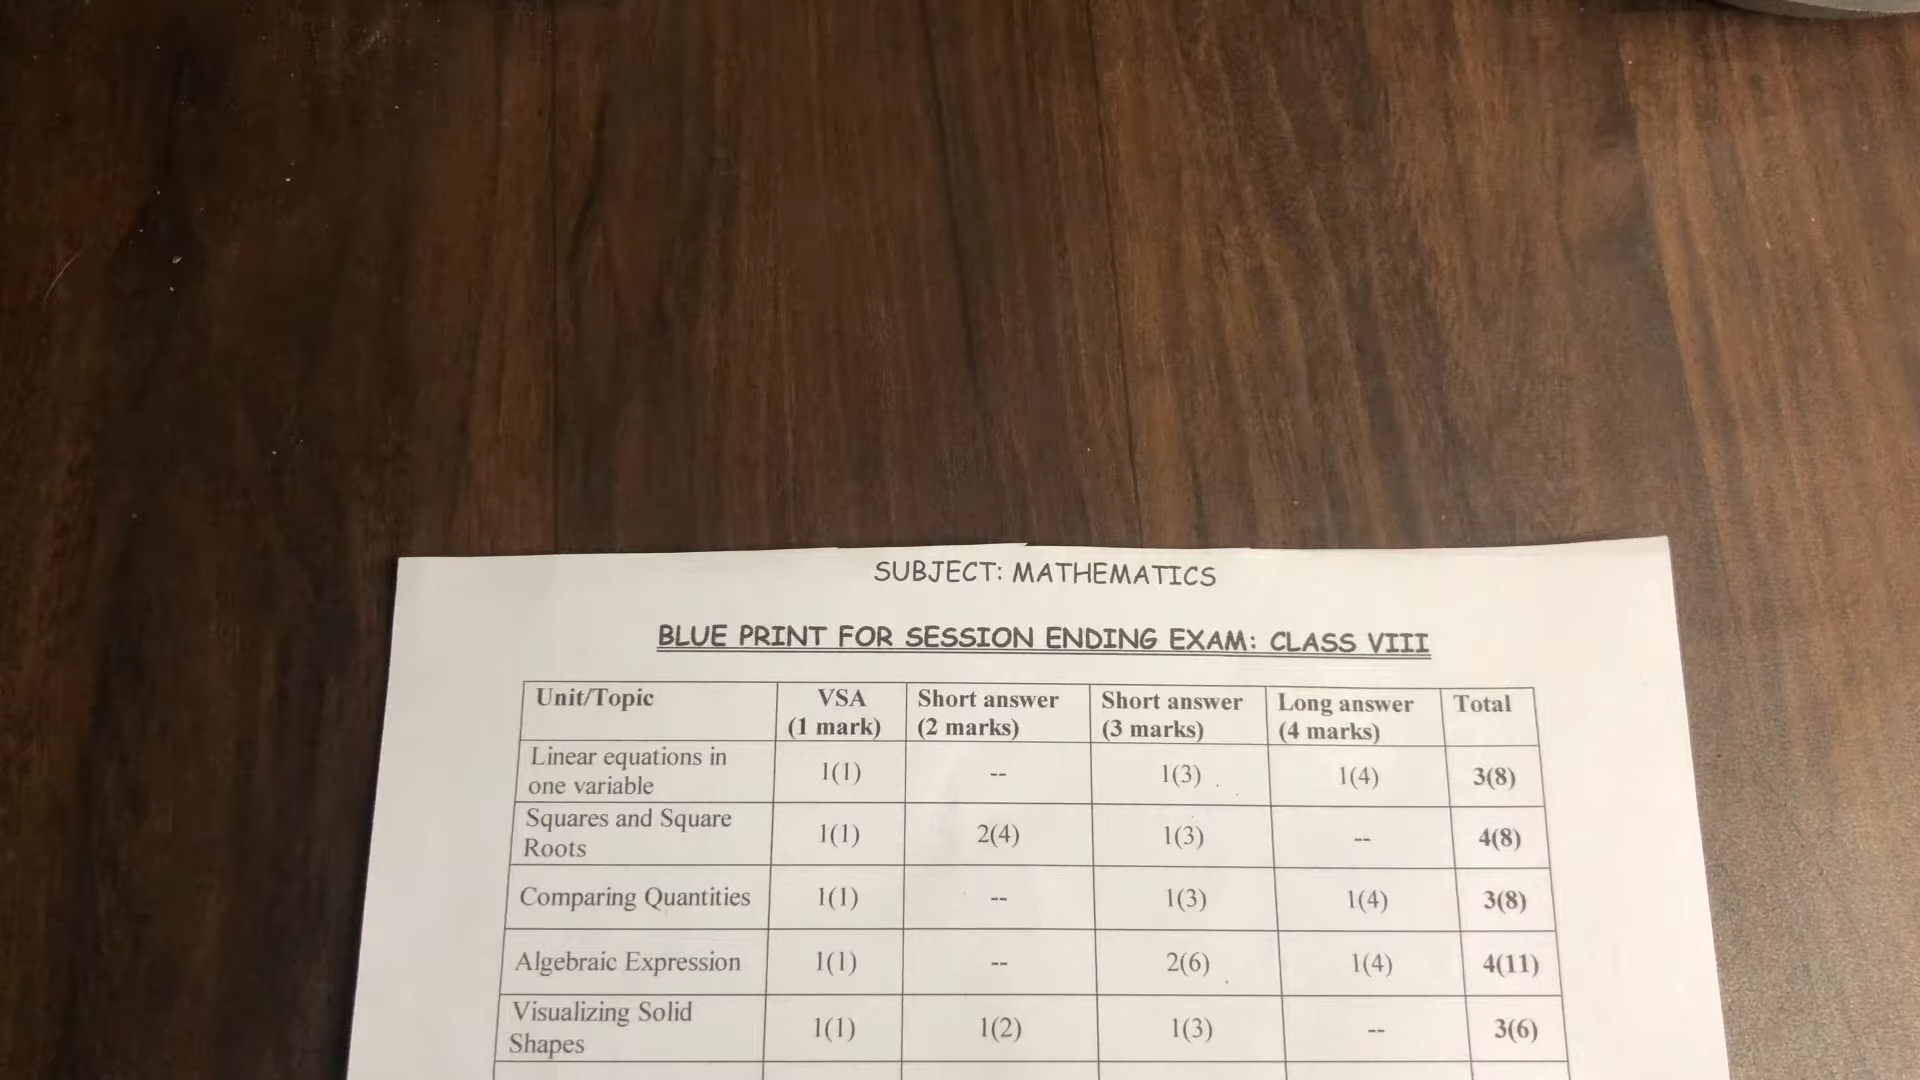 SUBJECT: MATHEMATICS
BLUE PRINT FOR SESSION ENDING EXAM: CLASS VIII
Unit/Topic VSA (1 mark) Short answer (2 marks) Short answer (3 marks) Long answer (4 marks) Total
Linear equations in one variable 1(1) -- 1(3) 1(4) 3(8)
Squares and Square Roots 1(1) 2(4) 1(3) -- 4(8)
Comparing Quantities 1(1) -- 1(3) 1(4) 3(8)
Algebraic Expression 1(1) -- 2(6) 1(4) 4(11)
Visualizing Solid Shapes 1(1) 1(2) 1(3) -- 3(6)